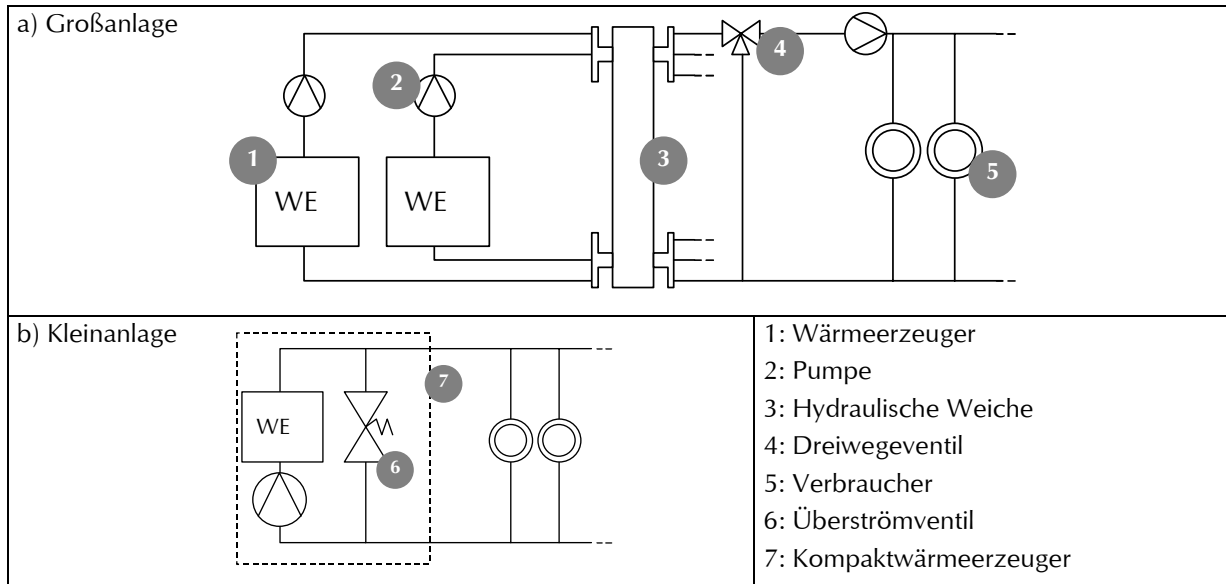 a) Großanlage
4
2
1
3
5
WE
WE
b) Kleinanlage
7
WE
6
1: Wärmeerzeuger
2: Pumpe
3: Hydraulische Weiche
4: Dreiwegeventil
5: Verbraucher
6: Überströmventil
7: Kompaktwärmeerzeuger